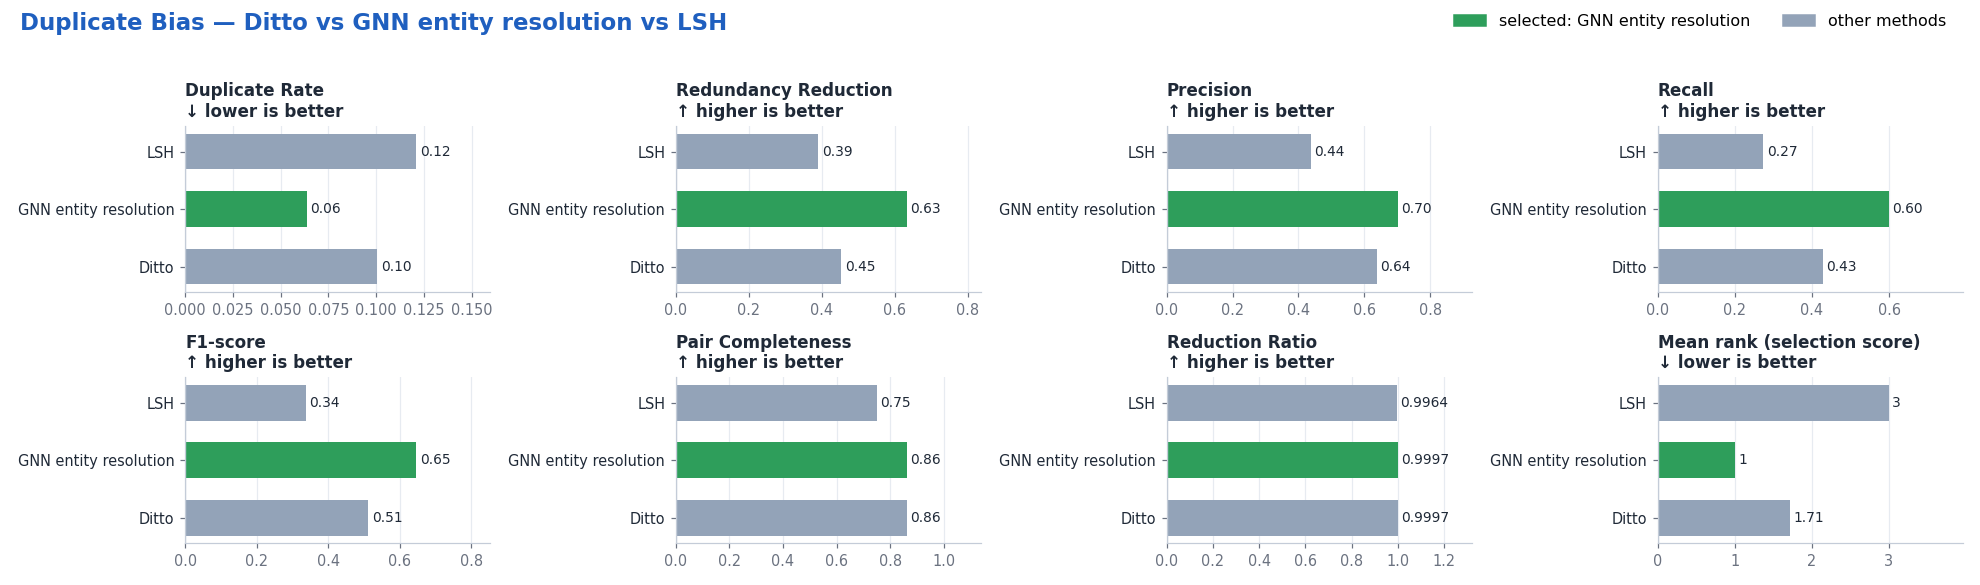 Duplicate Bias — Ditto vs GNN entity resolution vs LSH
selected: GNN entity resolution
other methods
Duplicate Rate
↓ lower is better
LSH
0.12
GNN entity resolution
0.06
Ditto
0.10
0.000 0.025 0.050 0.075 0.100 0.125 0.150
Redundancy Reduction
↑ higher is better
LSH
0.39
GNN entity resolution
0.63
Ditto
0.45
0.0 0.2 0.4 0.6 0.8
Precision
↑ higher is better
LSH
0.44
GNN entity resolution
0.70
Ditto
0.64
0.0 0.2 0.4 0.6 0.8
Recall
↑ higher is better
LSH
0.27
GNN entity resolution
0.60
Ditto
0.43
0.0 0.2 0.4 0.6
F1-score
↑ higher is better
LSH
0.34
GNN entity resolution
0.65
Ditto
0.51
0.0 0.2 0.4 0.6 0.8
Pair Completeness
↑ higher is better
LSH
0.75
GNN entity resolution
0.86
Ditto
0.86
0.0 0.2 0.4 0.6 0.8 1.0
Reduction Ratio
↑ higher is better
LSH
0.9964
GNN entity resolution
0.9997
Ditto
0.9997
0.0 0.2 0.4 0.6 0.8 1.0 1.2
Mean rank (selection score)
↓ lower is better
LSH
3
GNN entity resolution
1
Ditto
1.71
0 1 2 3